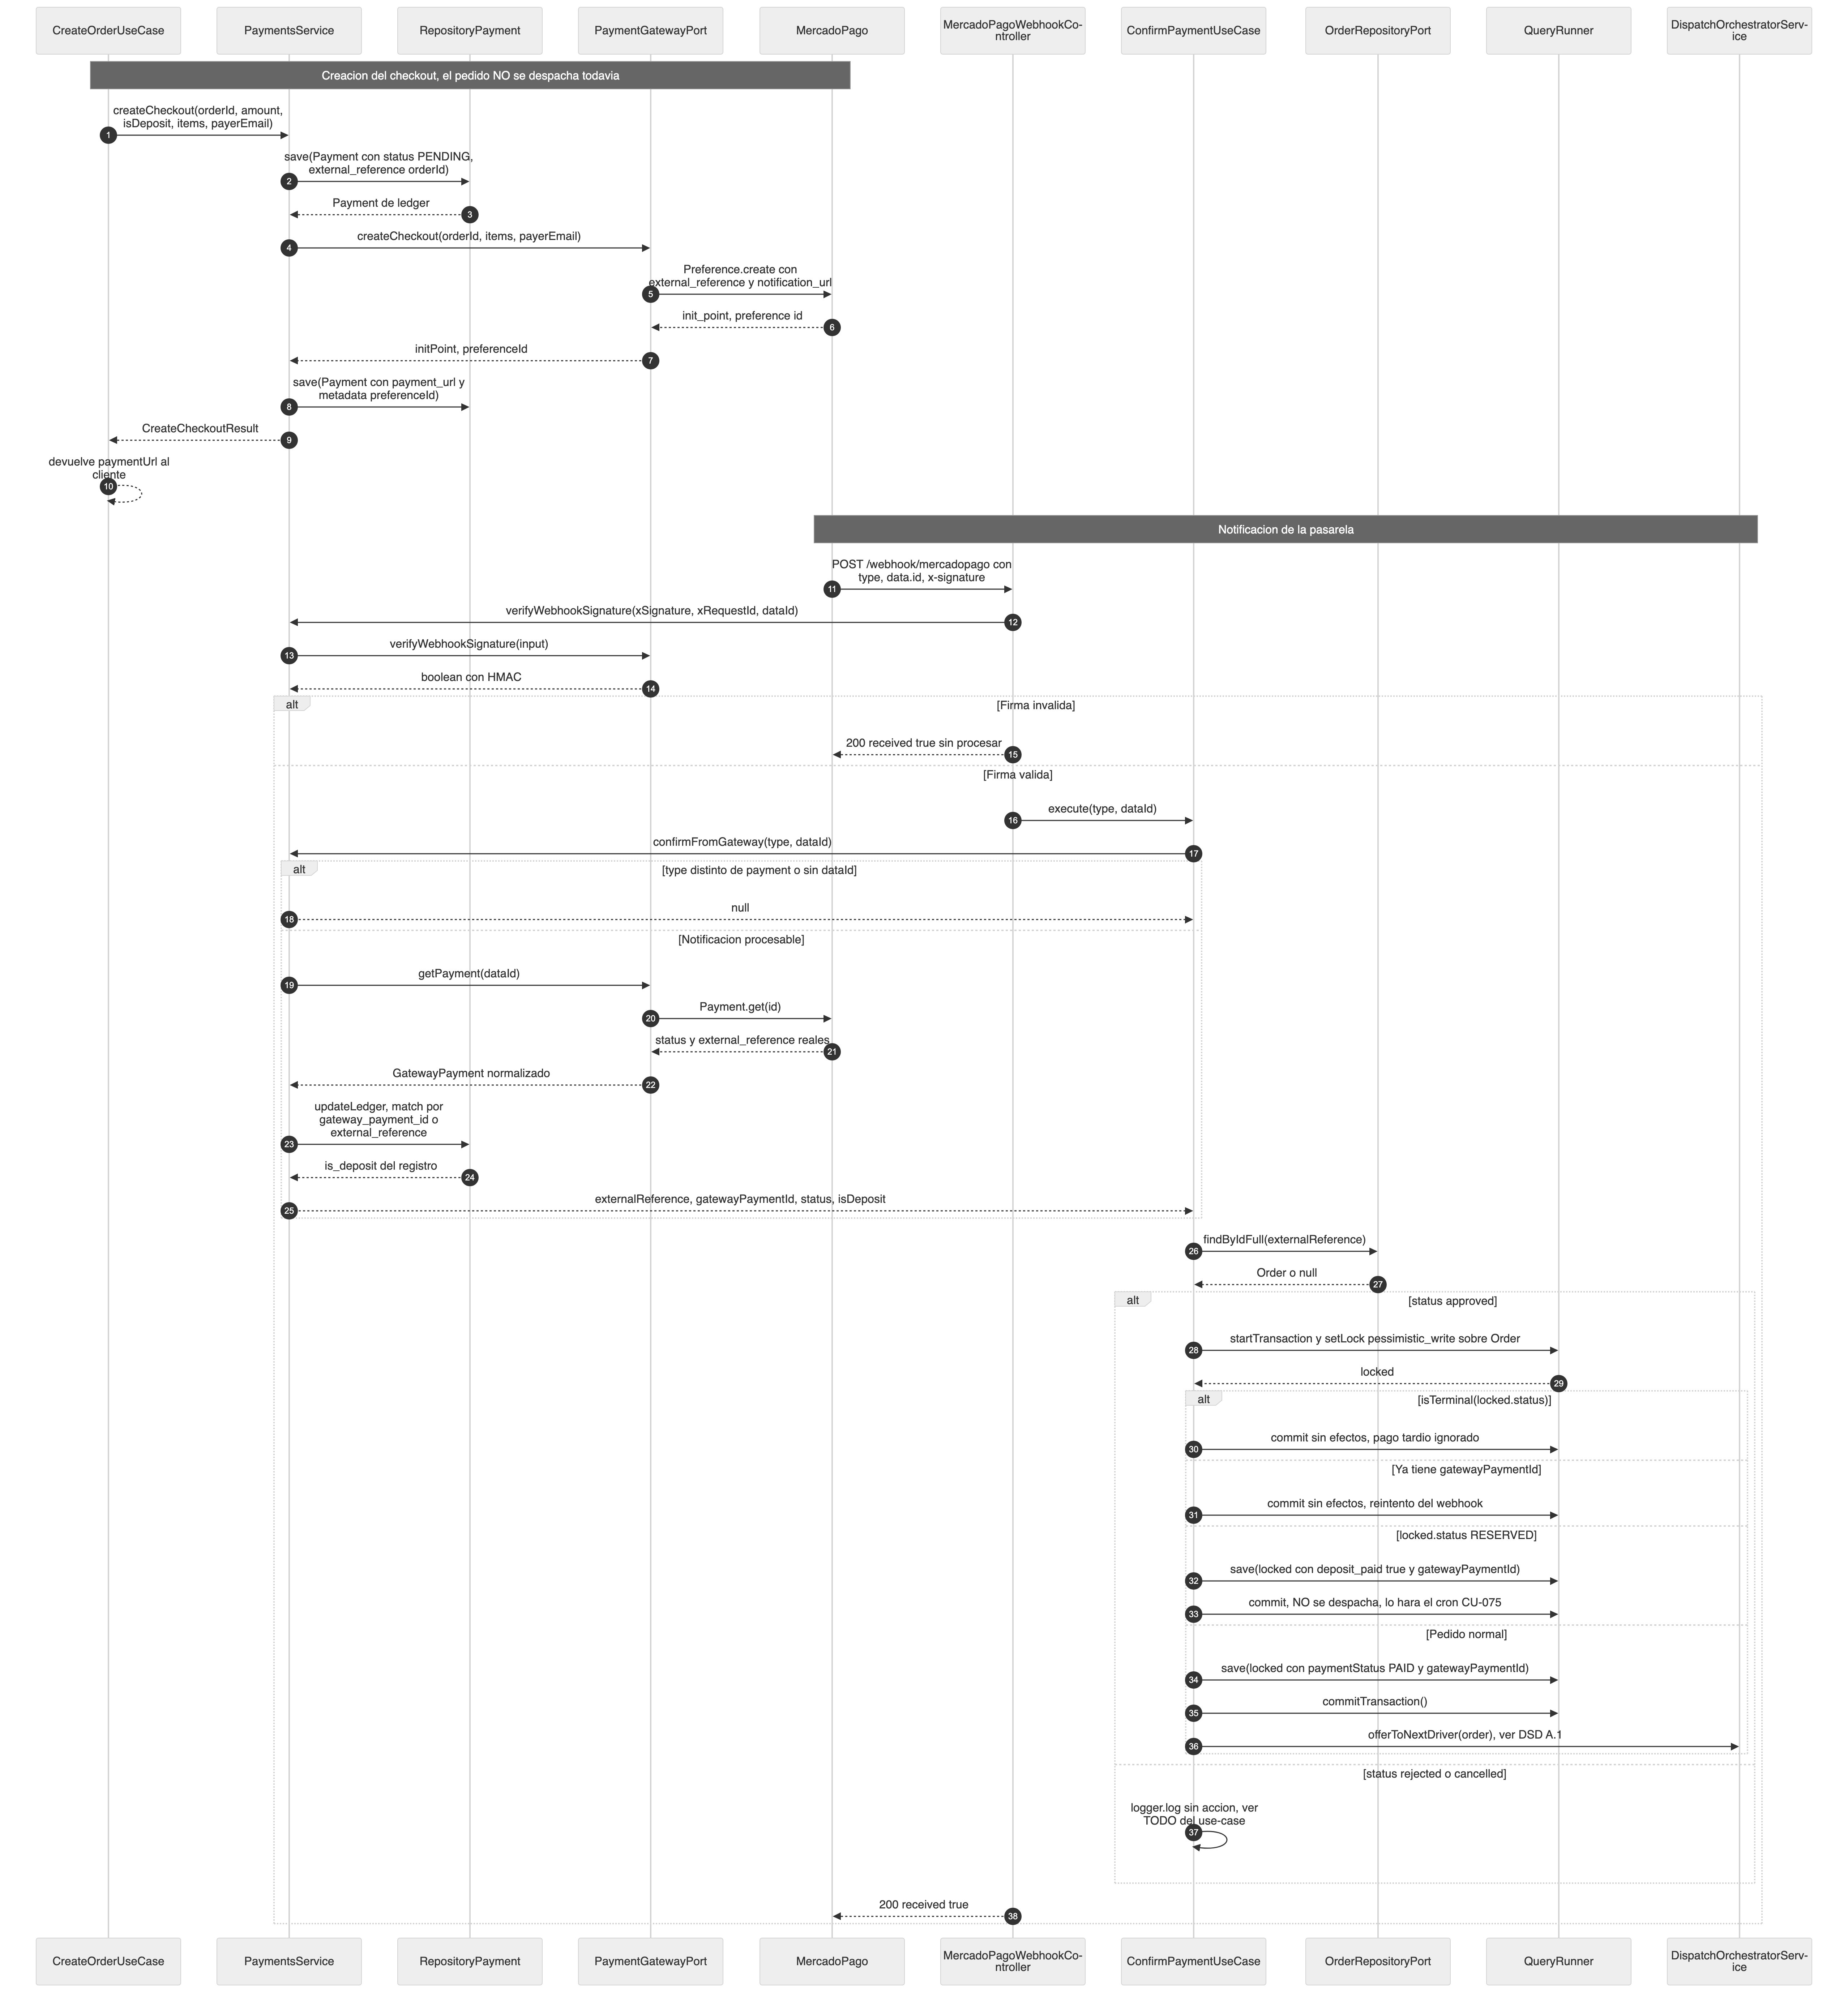 CreateOrderUseCase
PaymentsService
RepositoryPayment
PaymentGatewayPort
MercadoPago
MercadoPagoWebhookCo-
ntroller
ConfirmPaymentUseCase
OrderRepositoryPort
QueryRunner
DispatchOrchestratorServ-
ice
Creacion del checkout, el pedido NO se despacha todavia
createCheckout(orderId, amount,
isDeposit, items, payerEmail)
1
save(Payment con status PENDING,
external_reference orderId)
2
Payment de ledger
3
createCheckout(orderId, items, payerEmail)
4
Preference.create con
external_reference y notification_url
5
init_point, preference id
6
initPoint, preferenceId
7
save(Payment con payment_url y
metadata preferenceId)
8
CreateCheckoutResult
9
devuelve paymentUrl al
cliente
10
Notificacion de la pasarela
POST /webhook/mercadopago con
type, data.id, x-signature
11
verifyWebhookSignature(xSignature, xRequestId, dataId)
12
verifyWebhookSignature(input)
13
boolean con HMAC
14
alt
[Firma invalida]
200 received true sin procesar
15
[Firma valida]
execute(type, dataId)
16
confirmFromGateway(type, dataId)
17
alt
[type distinto de payment o sin dataId]
null
18
[Notificacion procesable]
getPayment(dataId)
19
Payment.get(id)
20
status y external_reference reales
21
GatewayPayment normalizado
22
updateLedger, match por
gateway_payment_id o
external_reference
23
is_deposit del registro
24
externalReference, gatewayPaymentId, status, isDeposit
25
findByIdFull(externalReference)
26
Order o null
27
alt
[status approved]
startTransaction y setLock pessimistic_write sobre Order
28
locked
29
alt
[isTerminal(locked.status)]
commit sin efectos, pago tardio ignorado
30
[Ya tiene gatewayPaymentId]
commit sin efectos, reintento del webhook
31
[locked.status RESERVED]
save(locked con deposit_paid true y gatewayPaymentId)
32
commit, NO se despacha, lo hara el cron CU-075
33
[Pedido normal]
save(locked con paymentStatus PAID y gatewayPaymentId)
34
commitTransaction()
35
offerToNextDriver(order), ver DSD A.1
36
[status rejected o cancelled]
logger.log sin accion, ver
TODO del use-case
37
200 received true
38
CreateOrderUseCase
PaymentsService
RepositoryPayment
PaymentGatewayPort
MercadoPago
MercadoPagoWebhookCo-
ntroller
ConfirmPaymentUseCase
OrderRepositoryPort
QueryRunner
DispatchOrchestratorServ-
ice